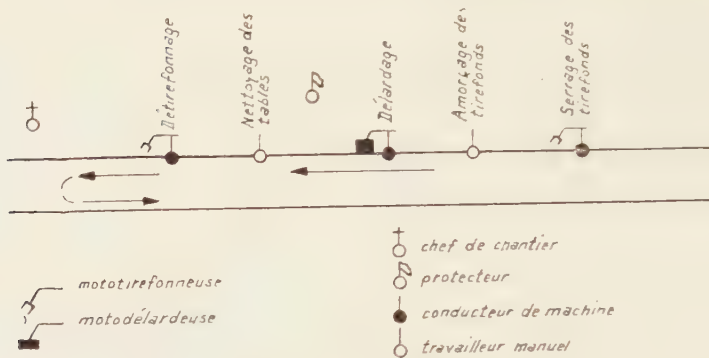 Détirefonnage
Nettoyage des
tables
Délardage
Amorçage des
tirefonds
Serrage des
tirefonds
mototirefonneuse
motodélardeuse
chef de chantier
protecteur
conducteur de machine
travailleur manuel